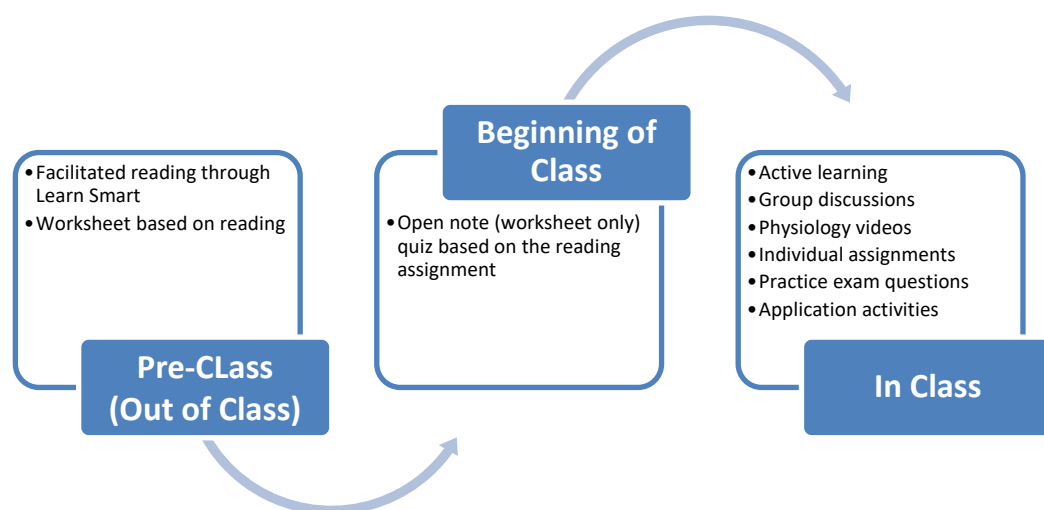 • Facilitated reading through
Learn Smart
• Worksheet based on reading
Pre-CLass
(Out of Class)
Beginning of
Class
• Open note (worksheet only)
quiz based on the reading
assignment
• Active learning
• Group discussions
• Physiology videos
• Individual assignments
• Practice exam questions
• Application activities
In Class